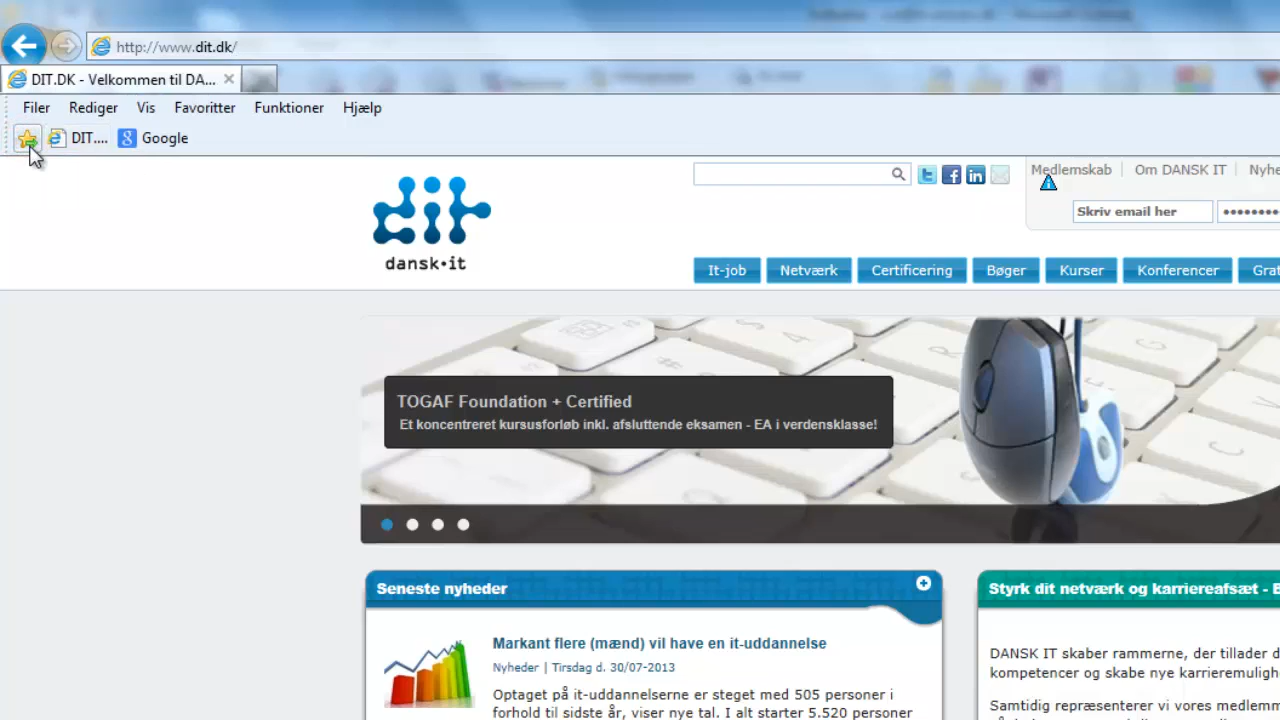 http://www.dit.dk/
DIT.DK - Velkommen til DA...
Filer Rediger Vis Favoritter Funktioner Hjælp
DIT.... Google
Medlemskab Om DANSK IT Nyhe
Skriv email her
dit
dansk·it
It-job Netværk Certificering Bøger Kurser Konferencer Grat
TOGAF Foundation + Certified
Et koncentreret kursusforløb inkl. afsluttende eksamen - EA i verdensklasse!
Seneste nyheder
Markant flere (mænd) vil have en it-uddannelse
Nyheder | Tirsdag d. 30/07-2013
Optaget på it-uddannelserne er steget med 505 personer i
forhold til sidste år, viser nye tal. I alt starter 5.520 personer
Styrk dit netværk og karriereafsæt - B
DANSK IT skaber rammerne, der tillader d
kompetencer og skabe nye karrieremulighe
Samtidig repræsenterer vi vores medlemm